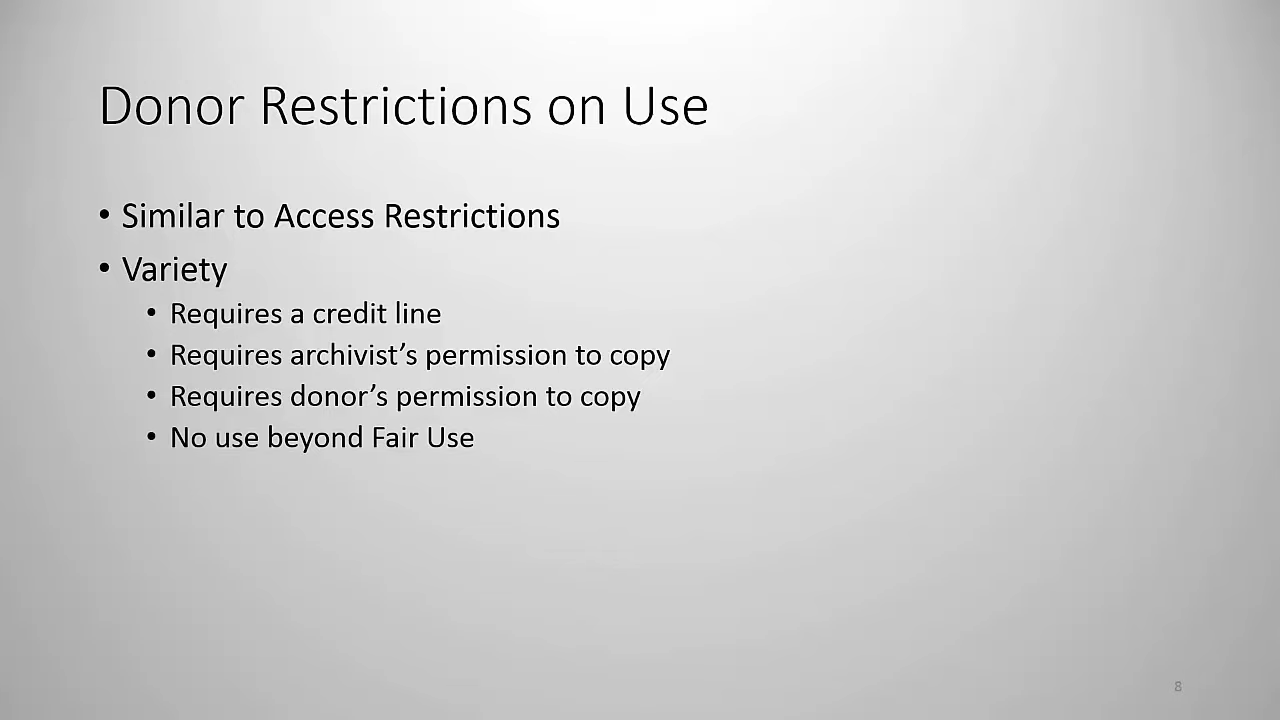 Donor Restrictions on Use
• Similar to Access Restrictions
• Variety
• Requires a credit line
• Requires archivist’s permission to copy
• Requires donor’s permission to copy
• No use beyond Fair Use
8